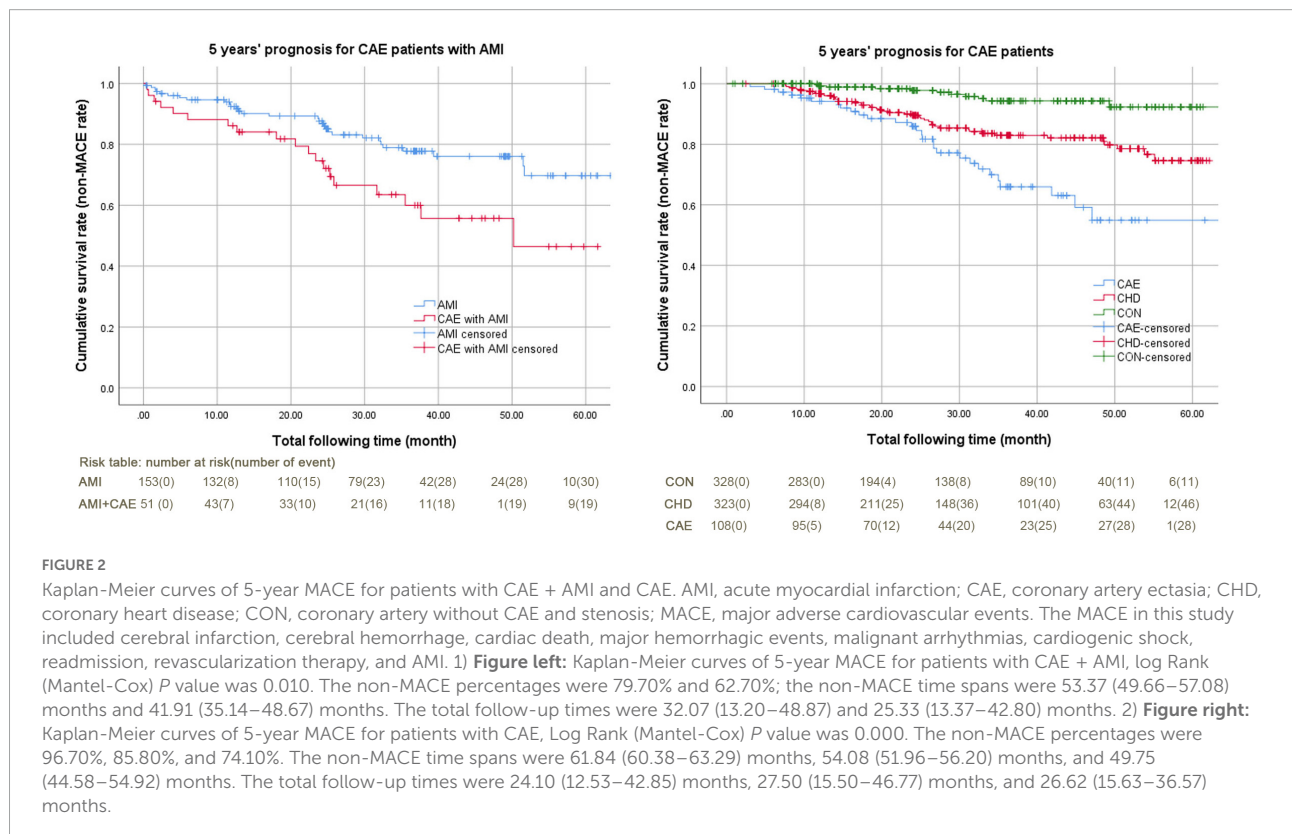 5 years' prognosis for CAE patients with AMI
Cumulative survival rate (non-MACE rate)
1.0
0.8
0.6
0.4
0.2
0.0
AMI
CAE with AMI
AMI censored
CAE with AMI censored
.00 10.00 20.00 30.00 40.00 50.00 60.00
Total following time (month)
Risk table: number at risk(number of event)
AMI 153(0) 132(8) 110(15) 79(23) 42(28) 24(28) 10(30)
AMI+CAE 51 (0) 43(7) 33(10) 21(16) 11(18) 1(19) 9(19)
5 years' prognosis for CAE patients
Cumulative survival rate (non-MACE rate)
1.0
0.8
0.6
0.4
0.2
0.0
CAE
CHD
CON
CAE-censored
CHD-censored
CON-censored
.00 10.00 20.00 30.00 40.00 50.00 60.00
Total following time (month)
CON 328(0) 283(0) 194(4) 138(8) 89(10) 40(11) 6(11)
CHD 323(0) 294(8) 211(25) 148(36) 101(40) 63(44) 12(46)
CAE 108(0) 95(5) 70(12) 44(20) 23(25) 27(28) 1(28)
FIGURE 2
Kaplan-Meier curves of 5-year MACE for patients with CAE + AMI and CAE. AMI, acute myocardial infarction; CAE, coronary artery ectasia; CHD,
coronary heart disease; CON, coronary artery without CAE and stenosis; MACE, major adverse cardiovascular events. The MACE in this study
included cerebral infarction, cerebral hemorrhage, cardiac death, major hemorrhagic events, malignant arrhythmias, cardiogenic shock,
readmission, revascularization therapy, and AMI. 1) Figure left: Kaplan-Meier curves of 5-year MACE for patients with CAE + AMI, log Rank
(Mantel-Cox) P value was 0.010. The non-MACE percentages were 79.70% and 62.70%; the non-MACE time spans were 53.37 (49.66–57.08)
months and 41.91 (35.14–48.67) months. The total follow-up times were 32.07 (13.20–48.87) and 25.33 (13.37–42.80) months. 2) Figure right:
Kaplan-Meier curves of 5-year MACE for patients with CAE, Log Rank (Mantel-Cox) P value was 0.000. The non-MACE percentages were
96.70%, 85.80%, and 74.10%. The non-MACE time spans were 61.84 (60.38–63.29) months, 54.08 (51.96–56.20) months, and 49.75
(44.58–54.92) months. The total follow-up times were 24.10 (12.53–42.85) months, 27.50 (15.50–46.77) months, and 26.62 (15.63–36.57)
months.